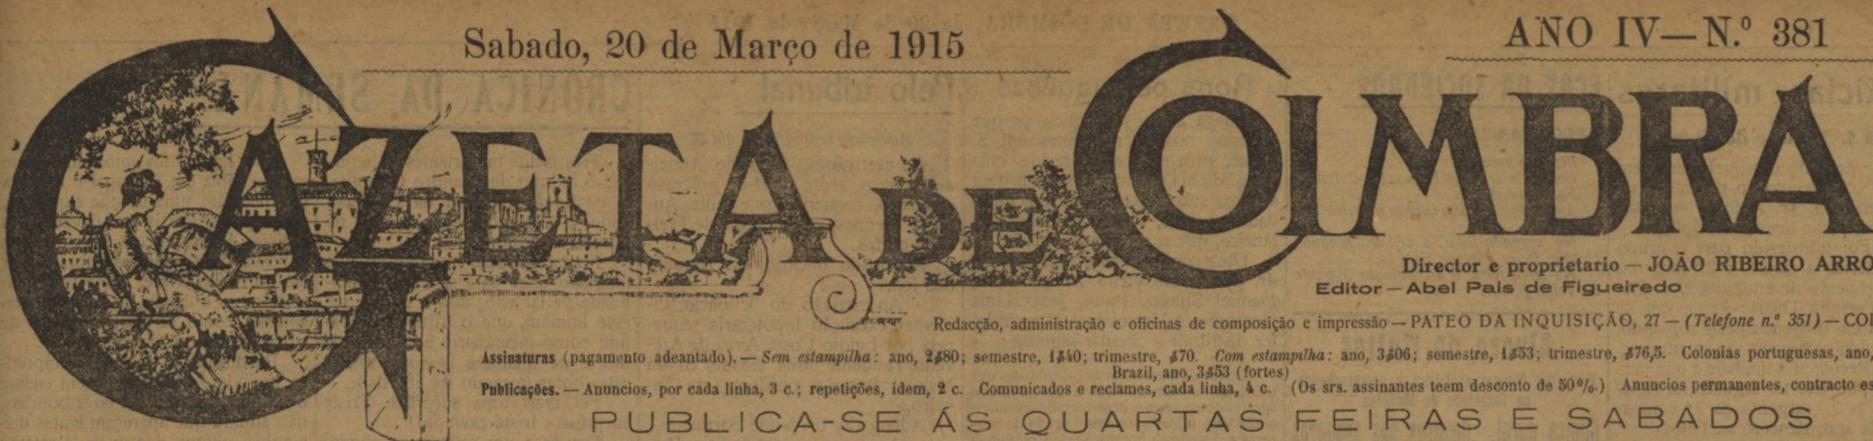 Sabado, 20 de Março de 1915
ANO IV—N.º 381
GAZETA DE COIMBRA
Director e proprietario — JOÃO RIBEIRO ARRO
Editor—Abel Pais de Figueiredo
Redacção, administração e oficinas de composição e impressão — PATEO DA INQUISIÇÃO, 27 — (Telefone n.º 351) — CO
Assinaturas (pagamento adeantado). — Sem estampilha: ano, 2$80; semestre, 1$40; trimestre, $70. Com estampilha: ano, 3$06; semestre, 1$53; trimestre, $76,5. Colonias portuguesas, ano,
Brazil, ano, 3$53 (fortes)
Publicações. — Anuncios, por cada linha, 3 c.; repetições, idem, 2 c. Comunicados e reclames, cada linha, 4 c. (Os srs. assinantes teem desconto de 50%.) Anuncios permanentes, contracto es
PUBLICA-SE ÁS QUARTAS FEIRAS E SABADOS